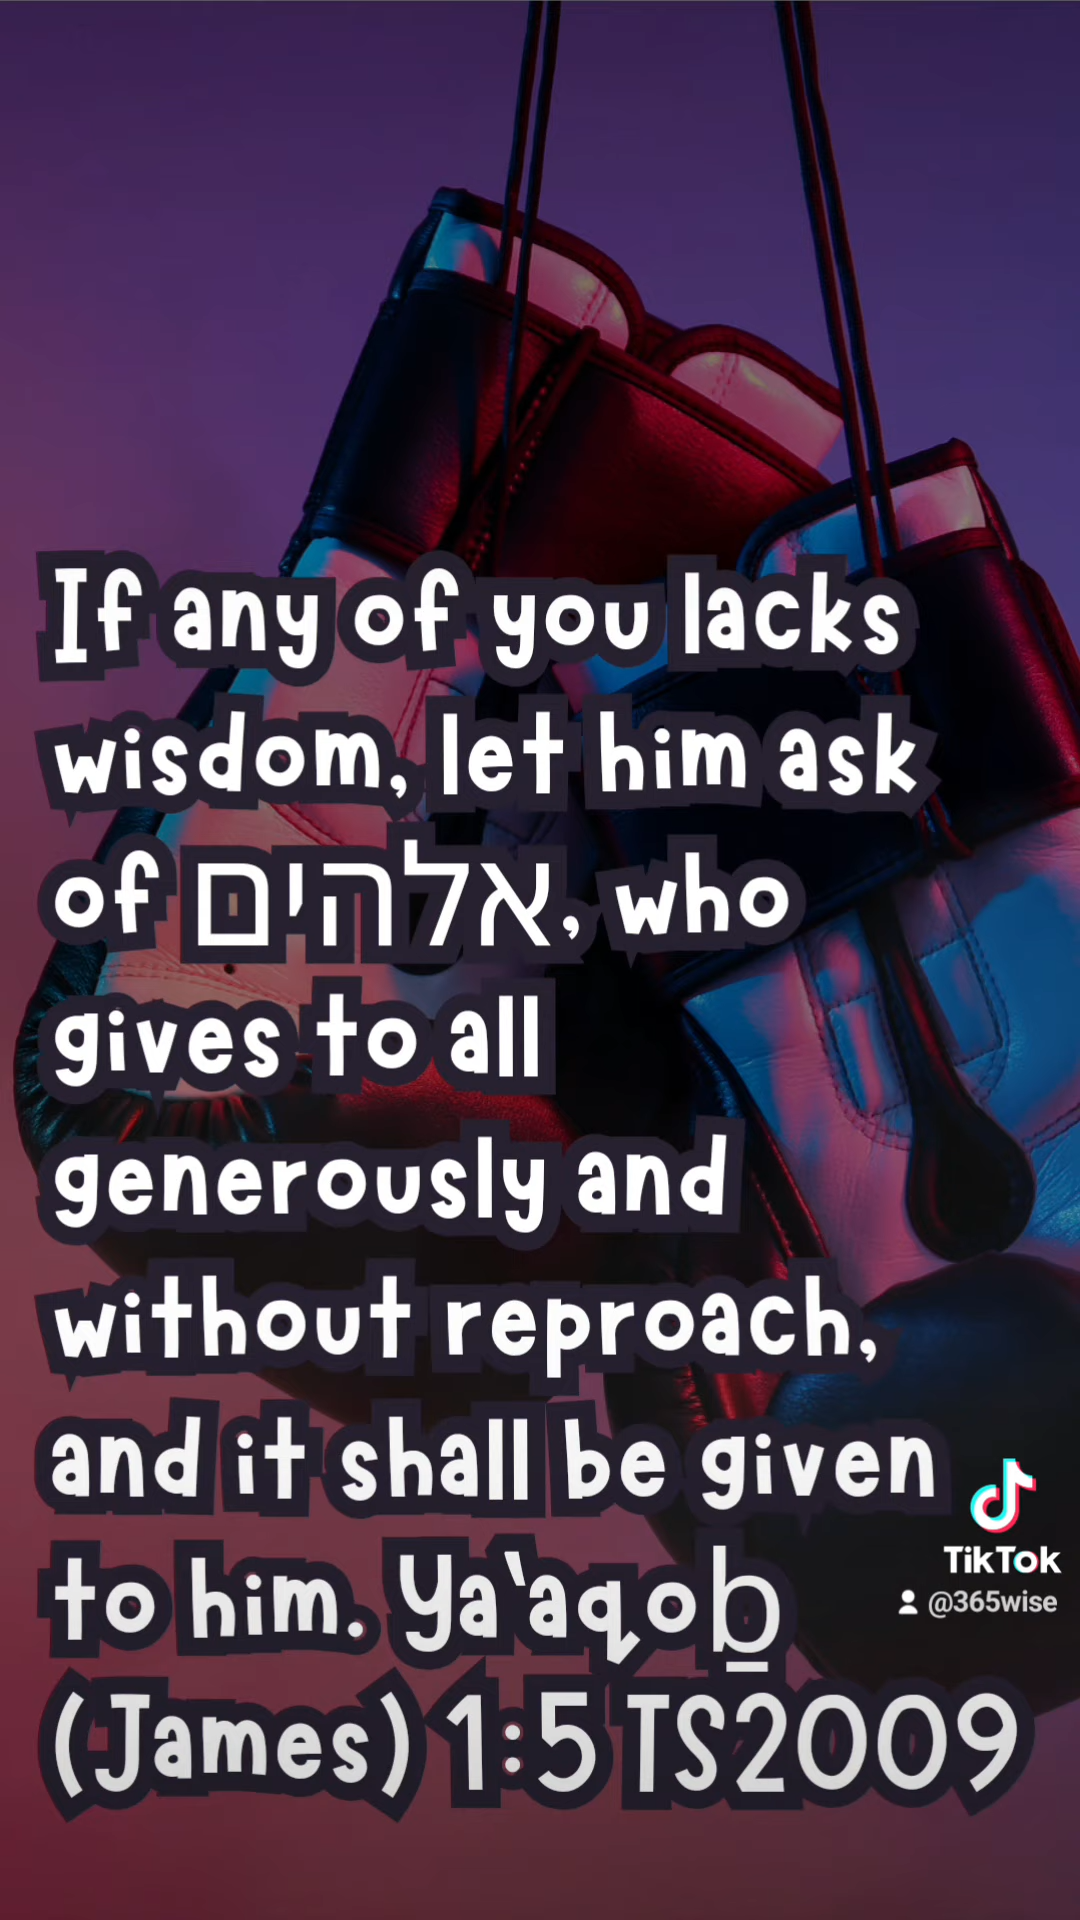 If any of you lacks
wisdom, let him ask
of אלהים, who
gives to all
generously and
without reproach,
and it shall be given
to him. Ya‛aqoḇ
(James) 1:5 TS2009
TikTok
@365wise